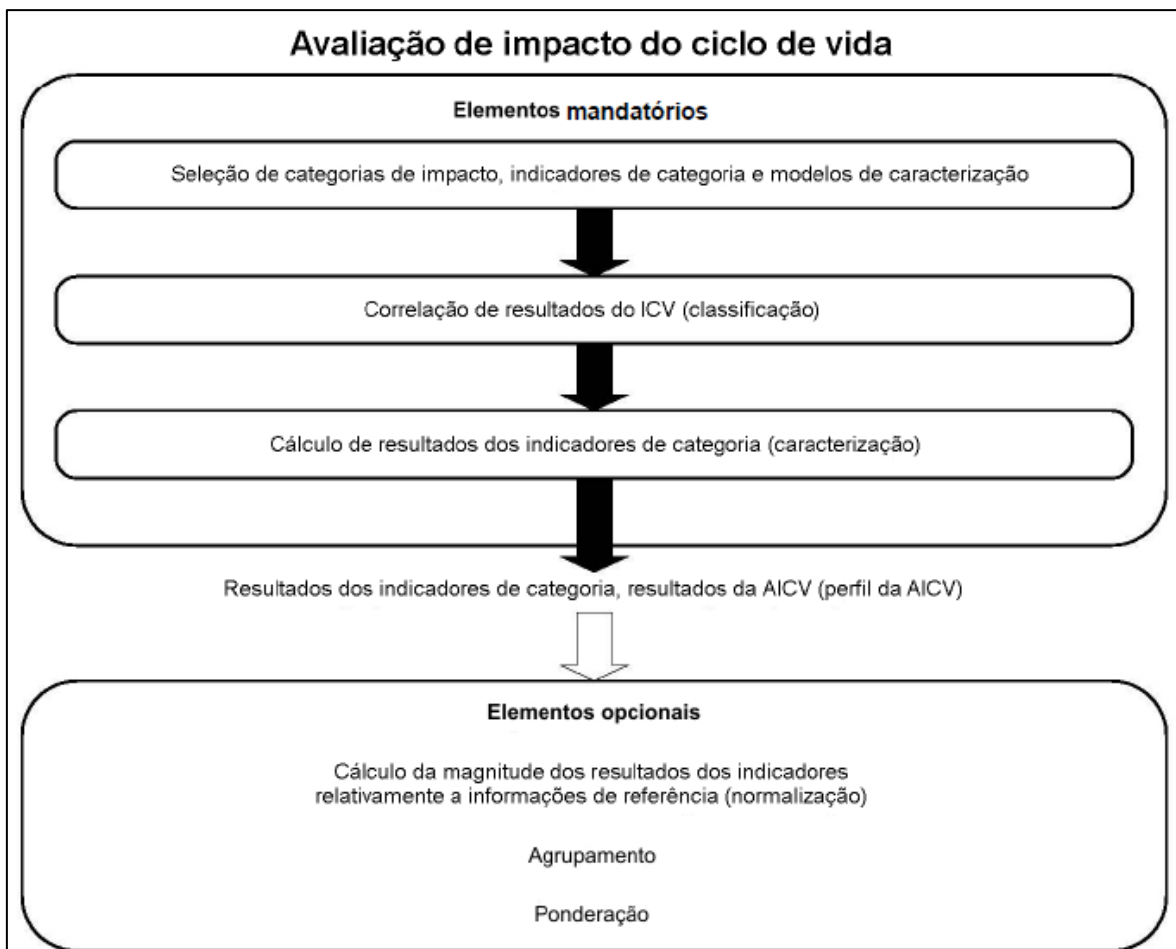 Avaliação de impacto do ciclo de vida
Elementos mandatórios
Seleção de categorias de impacto, indicadores de categoria e modelos de caracterização
Correlação de resultados do ICV (classificação)
Cálculo de resultados dos indicadores de categoria (caracterização)
Resultados dos indicadores de categoria, resultados da AICV (perfil da AICV)
Elementos opcionais
Cálculo da magnitude dos resultados dos indicadores
relativamente a informações de referência (normalização)
Agrupamento
Ponderação